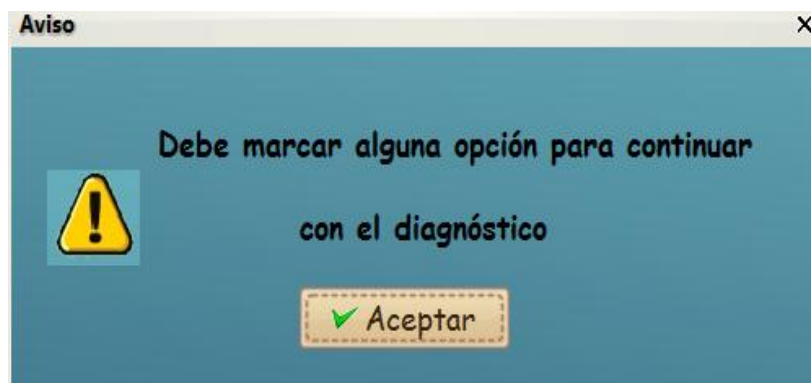 Aviso
Debe marcar alguna opción para continuar
con el diagnóstico
Aceptar